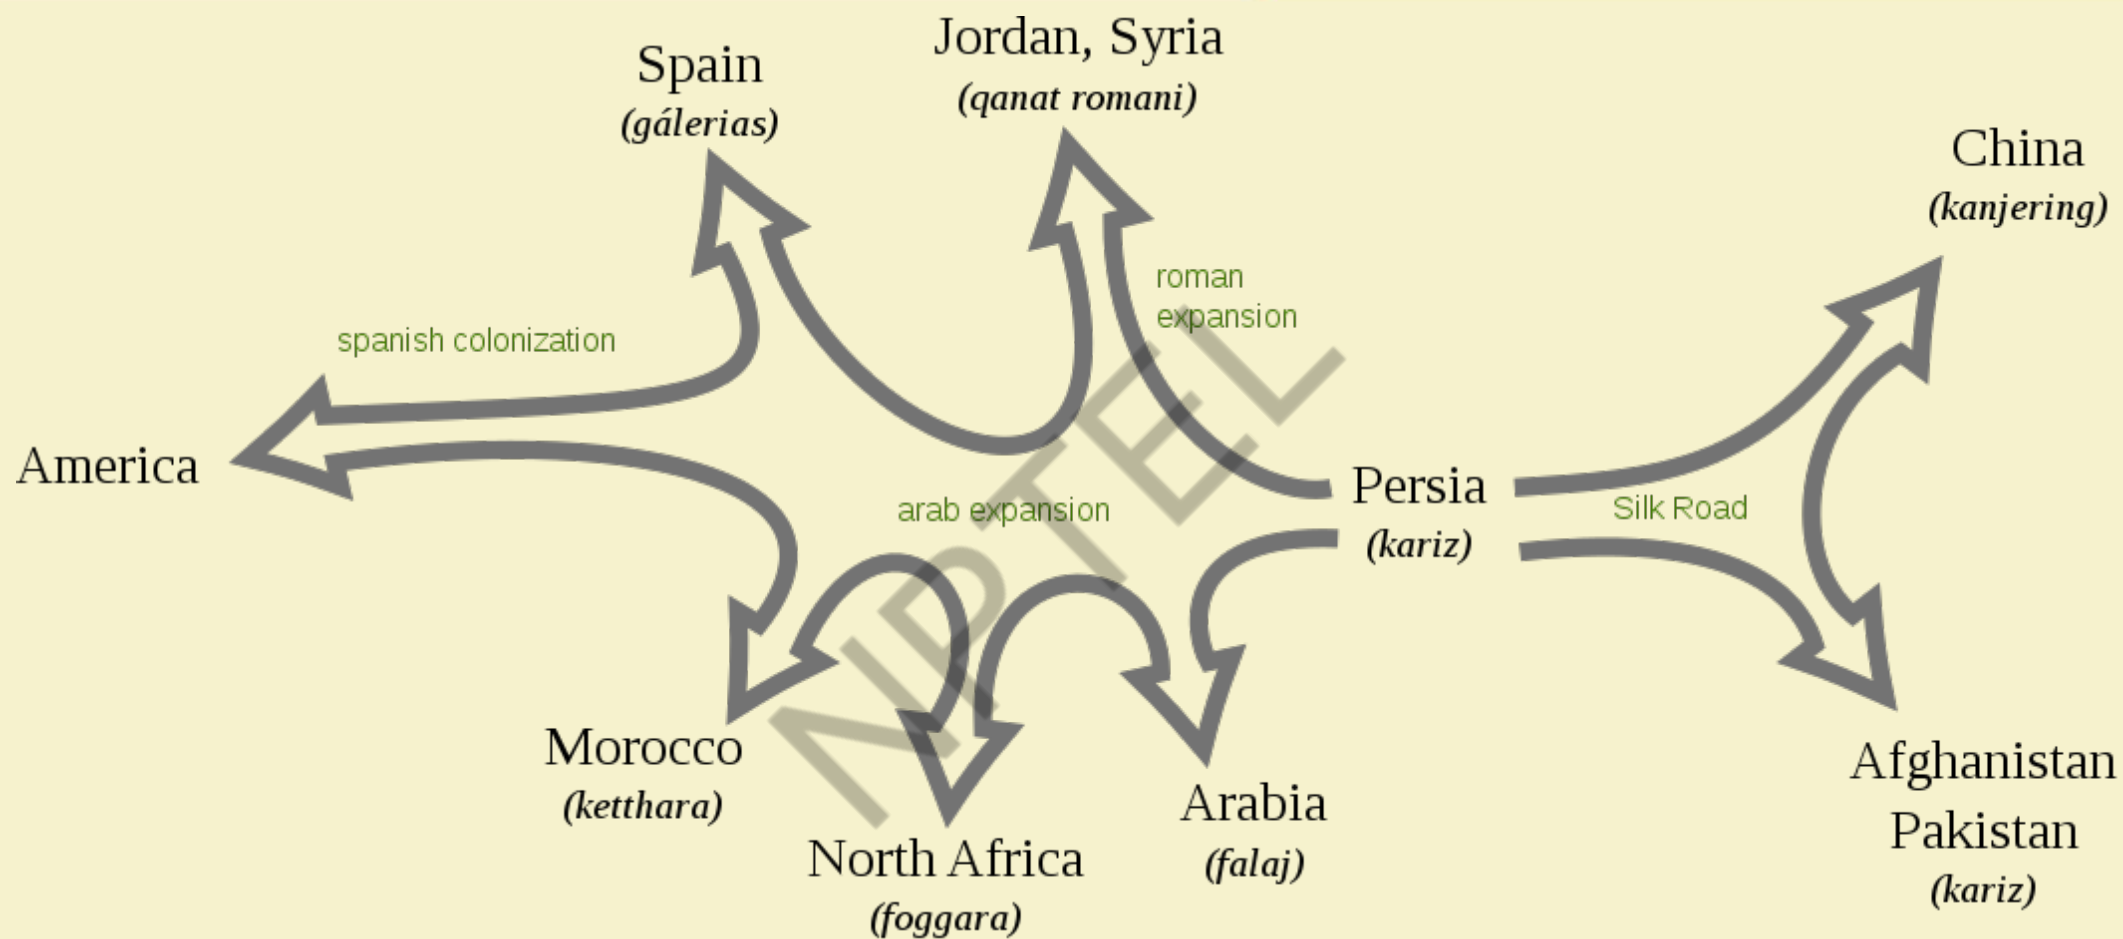 Jordan, Syria
(qanat romani)
Spain
(gálerias)
China
(kanjering)
roman
expansion
spanish colonization
America
Persia
(kariz)
arab expansion
Silk Road
Morocco
(ketthara)
North Africa
(foggara)
Arabia
(falaj)
Afghanistan
Pakistan
(kariz)
NPTEL